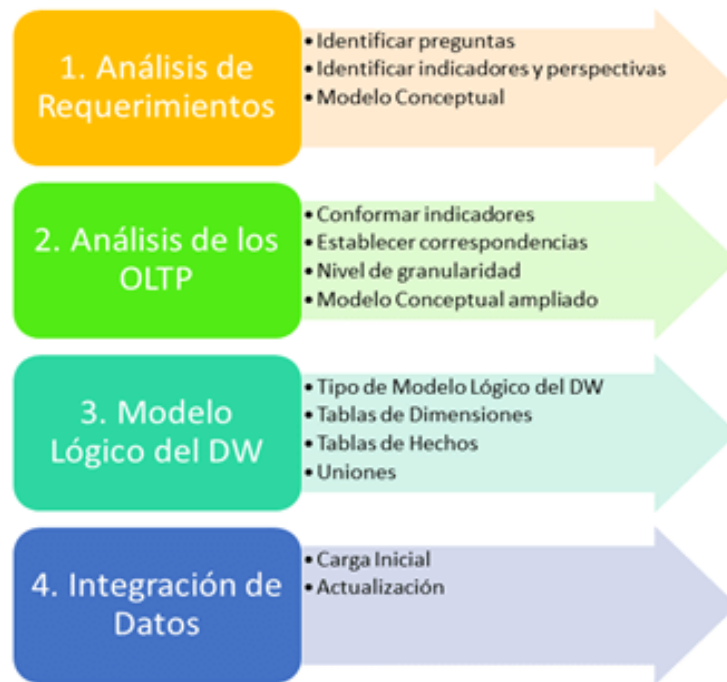 1. Análisis de
Requerimientos
• Identificar preguntas
• Identificar indicadores y perspectivas
• Modelo Conceptual
2. Análisis de los
OLTP
• Conformar indicadores
• Establecer correspondencias
• Nivel de granularidad
• Modelo Conceptual ampliado
3. Modelo
Lógico del DW
• Tipo de Modelo Lógico del DW
• Tablas de Dimensiones
• Tablas de Hechos
• Uniones
4. Integración de
Datos
• Carga Inicial
• Actualización